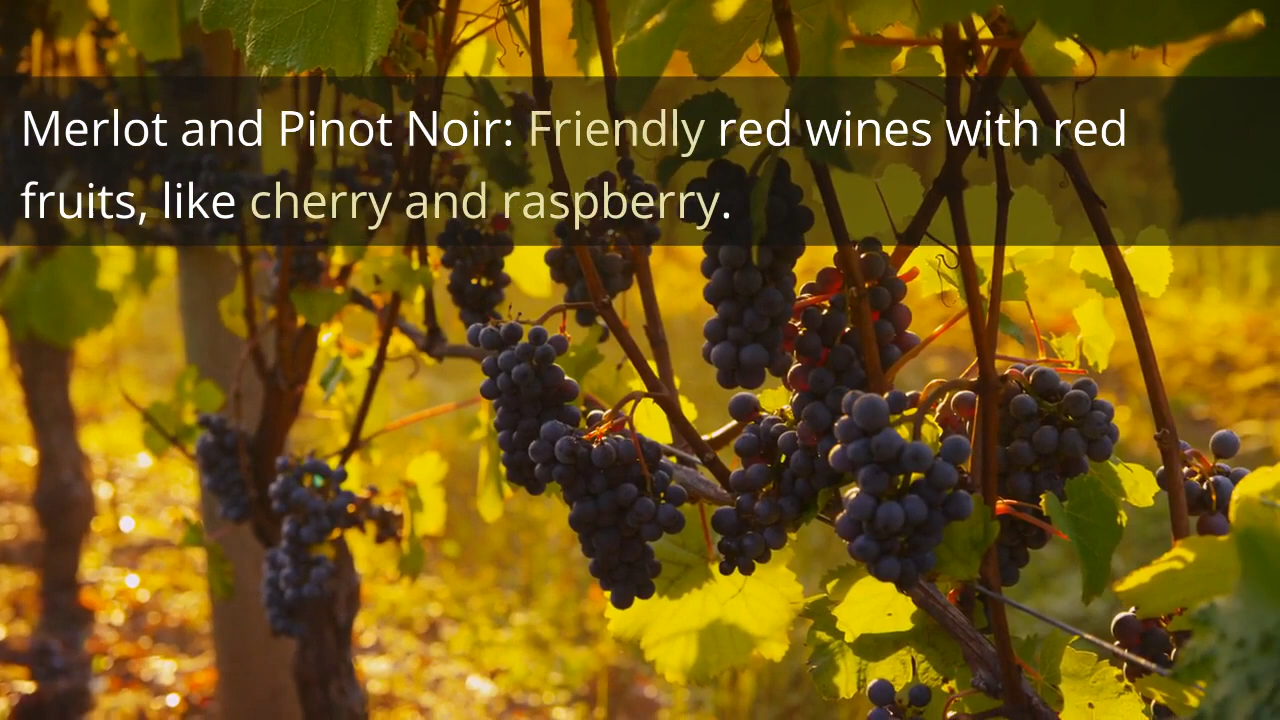 Merlot and Pinot Noir: Friendly red wines with red
fruits, like cherry and raspberry.